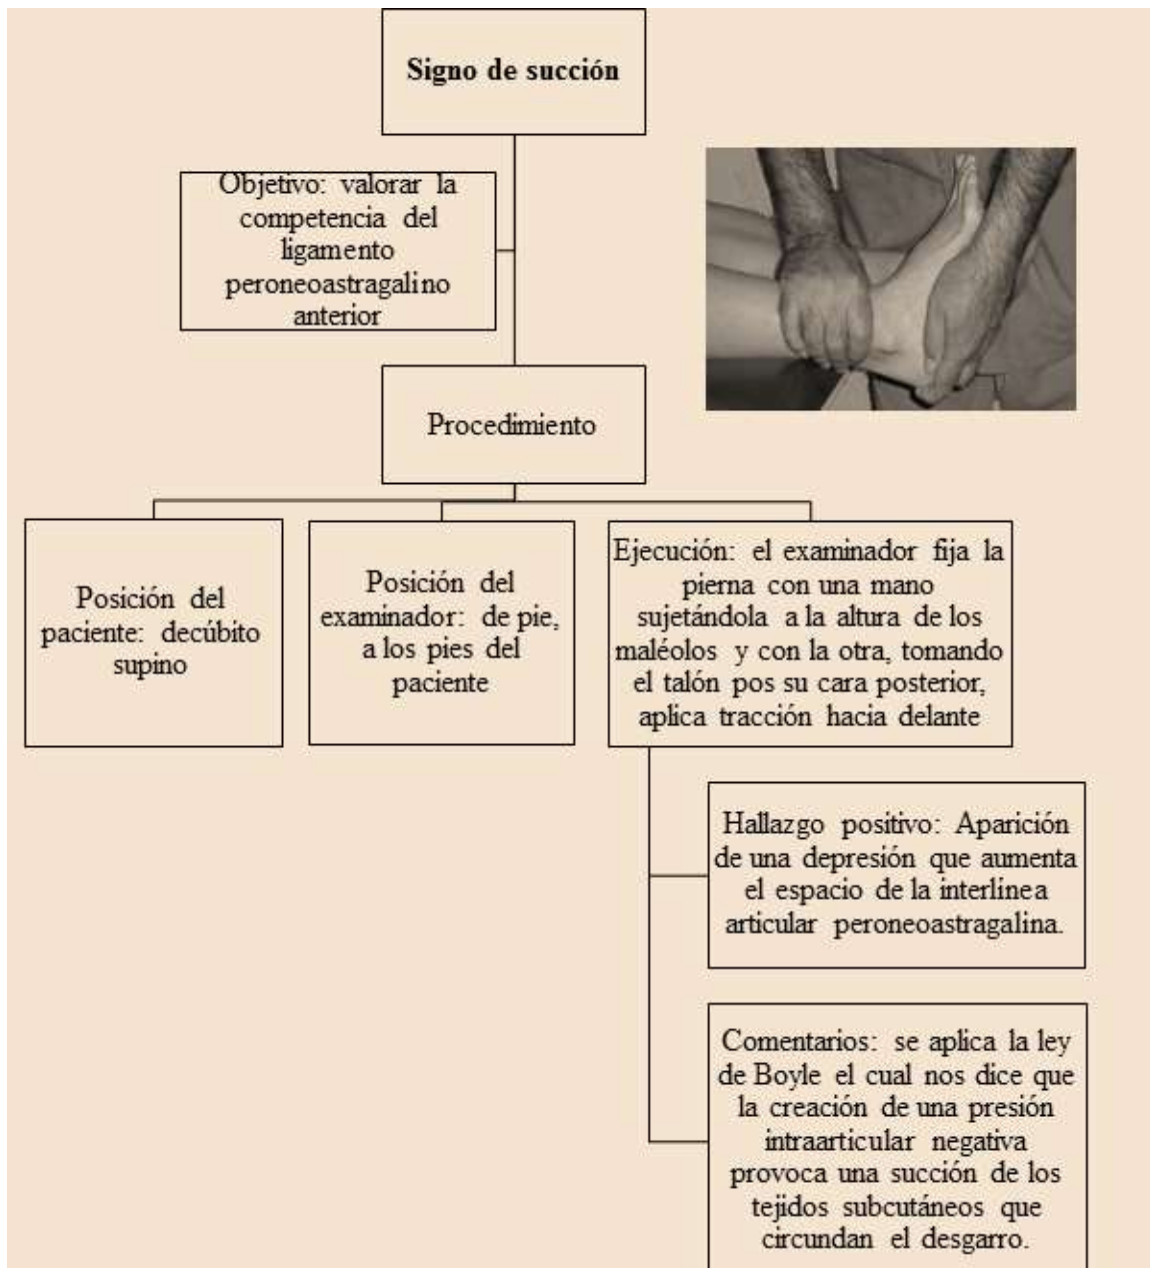 Signo de succión
Objetivo: valorar la
competencia del
ligamento
peroneoastragalino
anterior
Procedimiento
Posición del
paciente: decúbito
supino
Posición del
examinador: de pie,
a los pies del
paciente
Ejecución: el examinador fija la
pierna con una mano
sujetándola a la altura de los
maléolos y con la otra, tomando
el talón pos su cara posterior,
aplica tracción hacia delante
Hallazgo positivo: Aparición
de una depresión que aumenta
el espacio de la interlínea
articular peroneoastragalina.
Comentarios: se aplica la ley
de Boyle el cual nos dice que
la creación de una presión
intraarticular negativa
provoca una succión de los
tejidos subcutáneos que
circundan el desgarro.